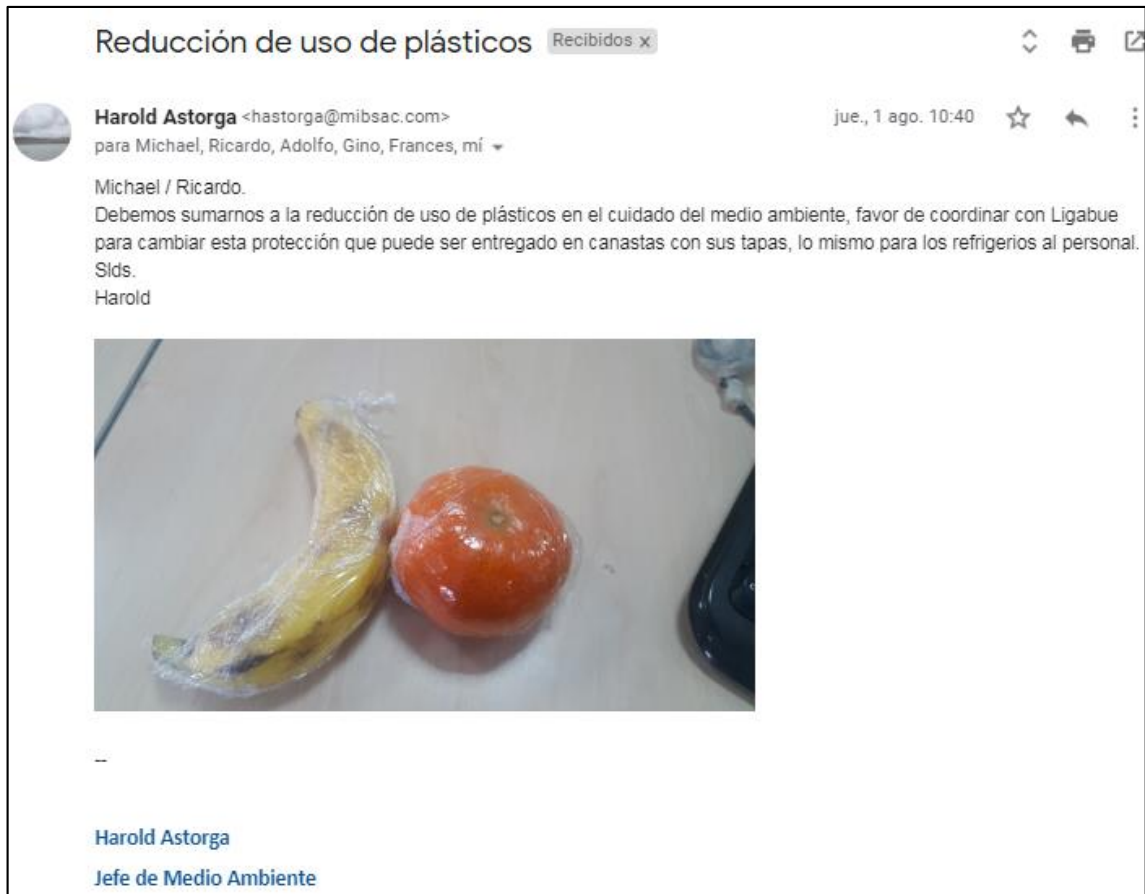 Reducción de uso de plásticos Recibidos x
Harold Astorga <hastorga@mibsac.com> jue., 1 ago. 10:40
para Michael, Ricardo, Adolfo, Gino, Frances, mí
Michael / Ricardo.
Debemos sumarnos a la reducción de uso de plásticos en el cuidado del medio ambiente, favor de coordinar con Ligabue
para cambiar esta protección que puede ser entregado en canastas con sus tapas, lo mismo para los refrigerios al personal.
Slds.
Harold
--
Harold Astorga
Jefe de Medio Ambiente